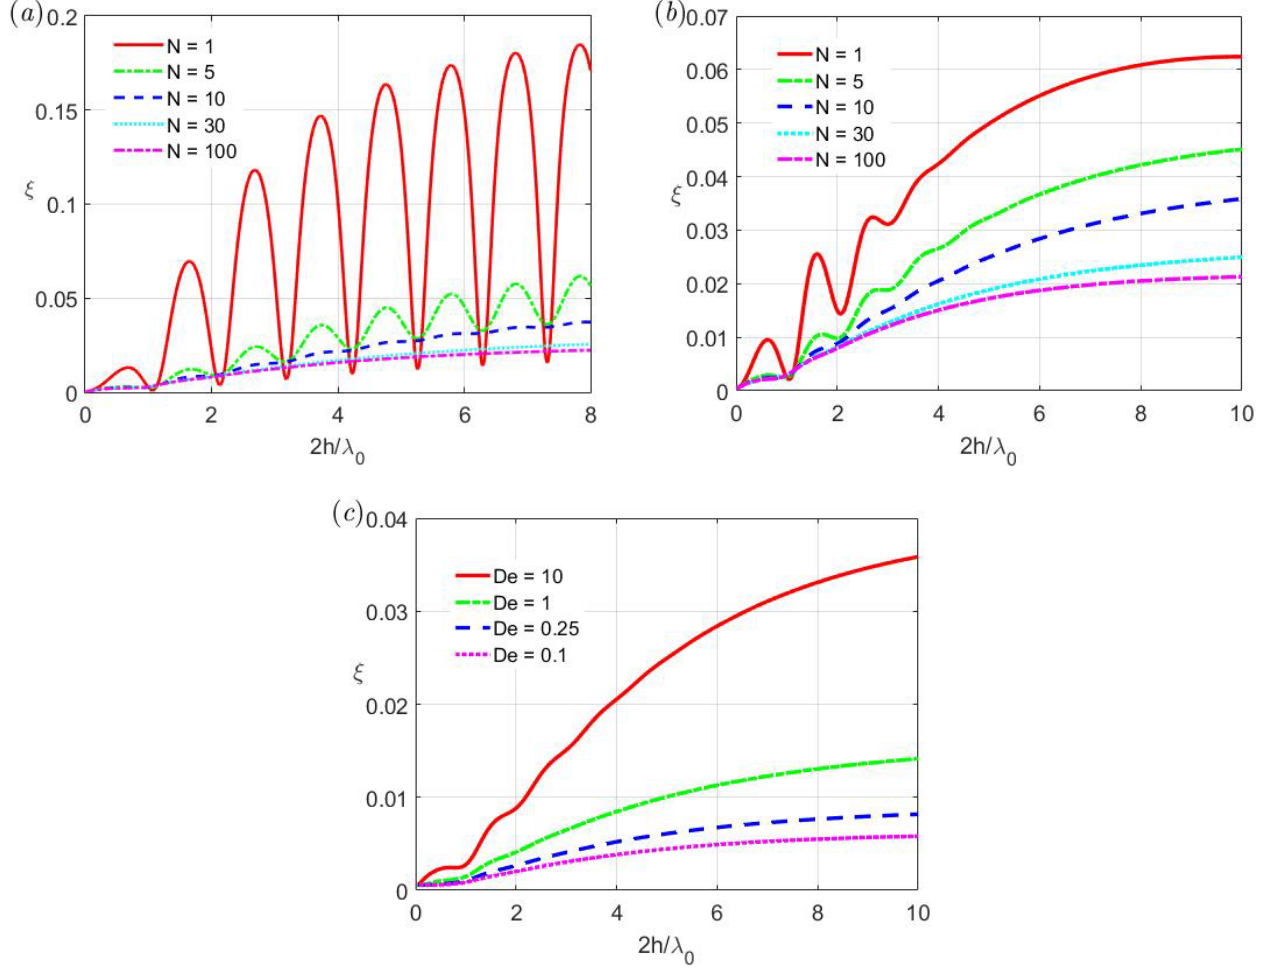 (a)
0.2
0.15
0.1
0.05
0
ξ
N = 1
N = 5
N = 10
N = 30
N = 100
0 2 4 6 8
2h/λ0
(b)
0.07
0.06
0.05
0.04
0.03
0.02
0.01
0
ξ
N = 1
N = 5
N = 10
N = 30
N = 100
0 2 4 6 8 10
2h/λ0
(c)
0.04
0.03
0.02
0.01
0
ξ
De = 10
De = 1
De = 0.25
De = 0.1
0 2 4 6 8 10
2h/λ0